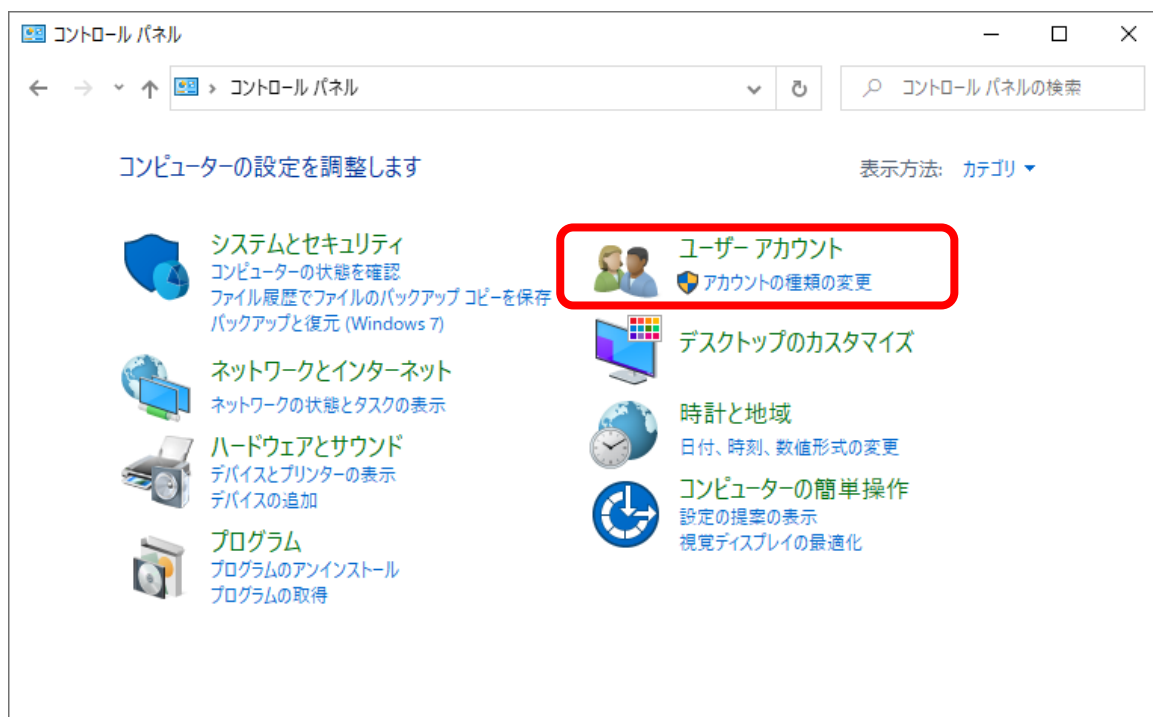 コントロール パネル
コントロール パネル
コントロール パネルの検索
コンピューターの設定を調整します
表示方法: カテゴリ
システムとセキュリティ
コンピューターの状態を確認
ファイル履歴でファイルのバックアップ コピーを保存
バックアップと復元 (Windows 7)
ネットワークとインターネット
ネットワークの状態とタスクの表示
ハードウェアとサウンド
デバイスとプリンターの表示
デバイスの追加
プログラム
プログラムのアンインストール
プログラムの取得
ユーザー アカウント
アカウントの種類の変更
デスクトップのカスタマイズ
時計と地域
日付、時刻、数値形式の変更
コンピューターの簡単操作
設定の提案の表示
視覚ディスプレイの最適化